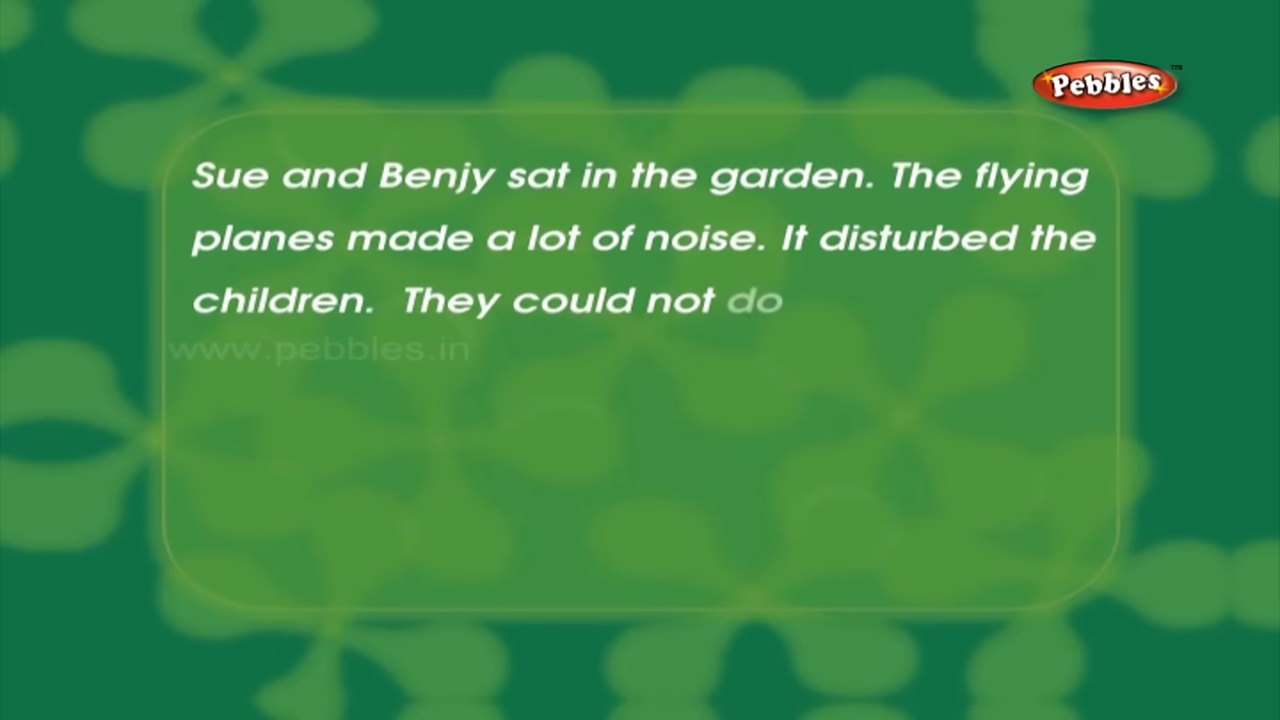 Pebbles™
Sue and Benjy sat in the garden. The flying
planes made a lot of noise. It disturbed the
children. They could not do
www.pebbles.in